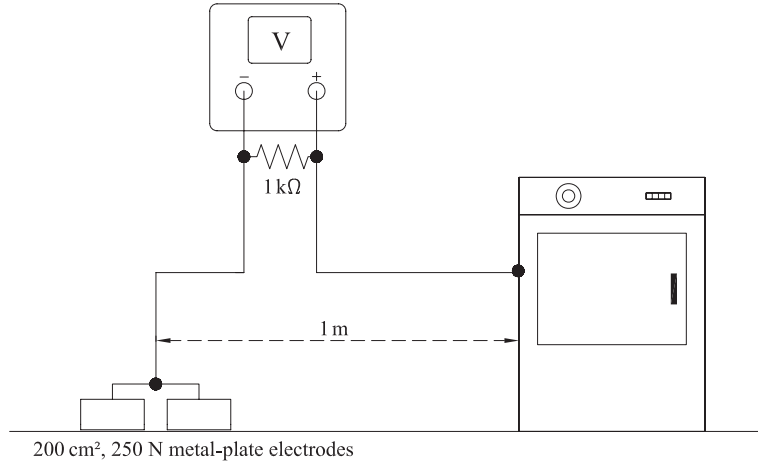 V
− +
1 kΩ
1 m
200 cm², 250 N metal-plate electrodes